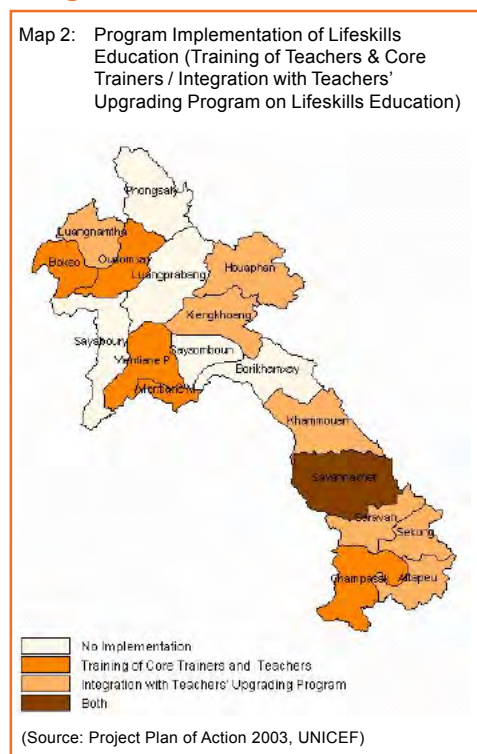 Map 2: Program Implementation of Lifeskills
Education (Training of Teachers & Core
Trainers / Integration with Teachers'
Upgrading Program on Lifeskills Education)
Phongsaly
Luangnamtha
Bokeo
Oudomxay
Luangprabang
Houaphan
Xiengkhoang
Sayaboury
Saysomboun
Vientiane P
Borikhamxay
Vientiane M
Khammouan
Savannakhet
Saravan
Sekong
Champasak
Attapeu
No Implementation
Training of Core Trainers and Teachers
Integration with Teachers' Upgrading Program
Both
(Source: Project Plan of Action 2003, UNICEF)